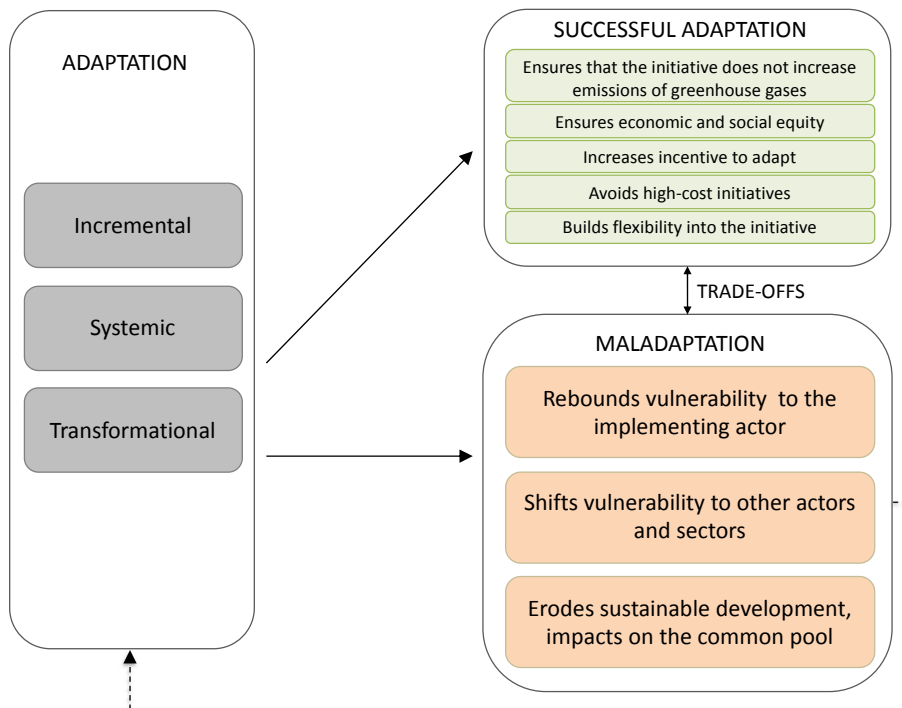 ADAPTATION
Incremental
Systemic
Transformational
SUCCESSFUL ADAPTATION
Ensures that the initiative does not increase
emissions of greenhouse gases
Ensures economic and social equity
Increases incentive to adapt
Avoids high-cost initiatives
Builds flexibility into the initiative
TRADE-OFFS
MALADAPTATION
Rebounds vulnerability to the
implementing actor
Shifts vulnerability to other actors
and sectors
Erodes sustainable development,
impacts on the common pool